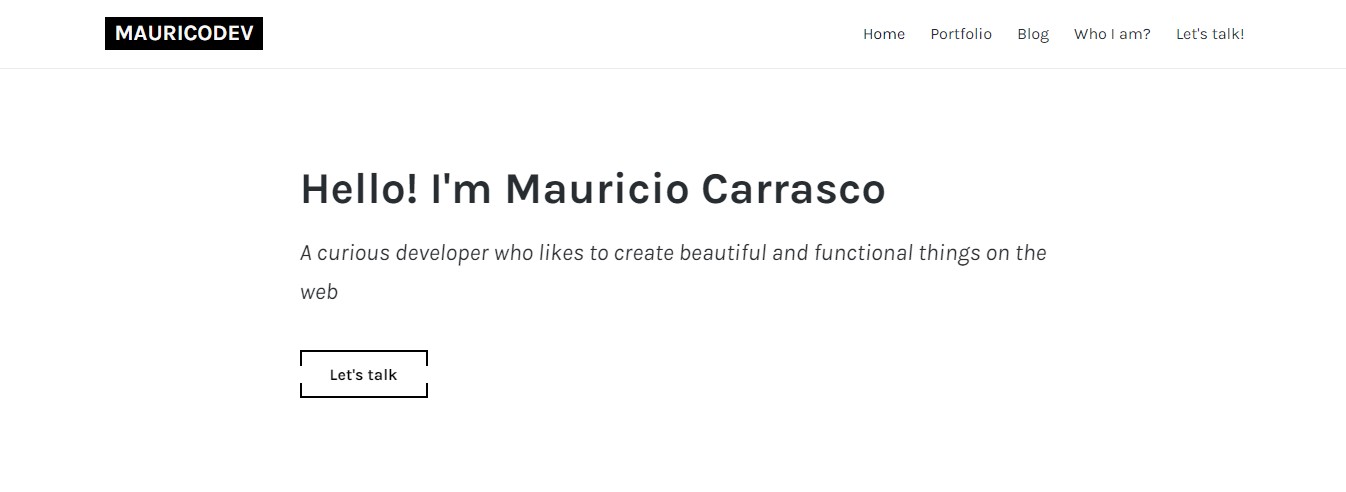 MAURICODEV
Home Portfolio Blog Who I am? Let's talk!
Hello! I'm Mauricio Carrasco
A curious developer who likes to create beautiful and functional things on the
web
Let's talk